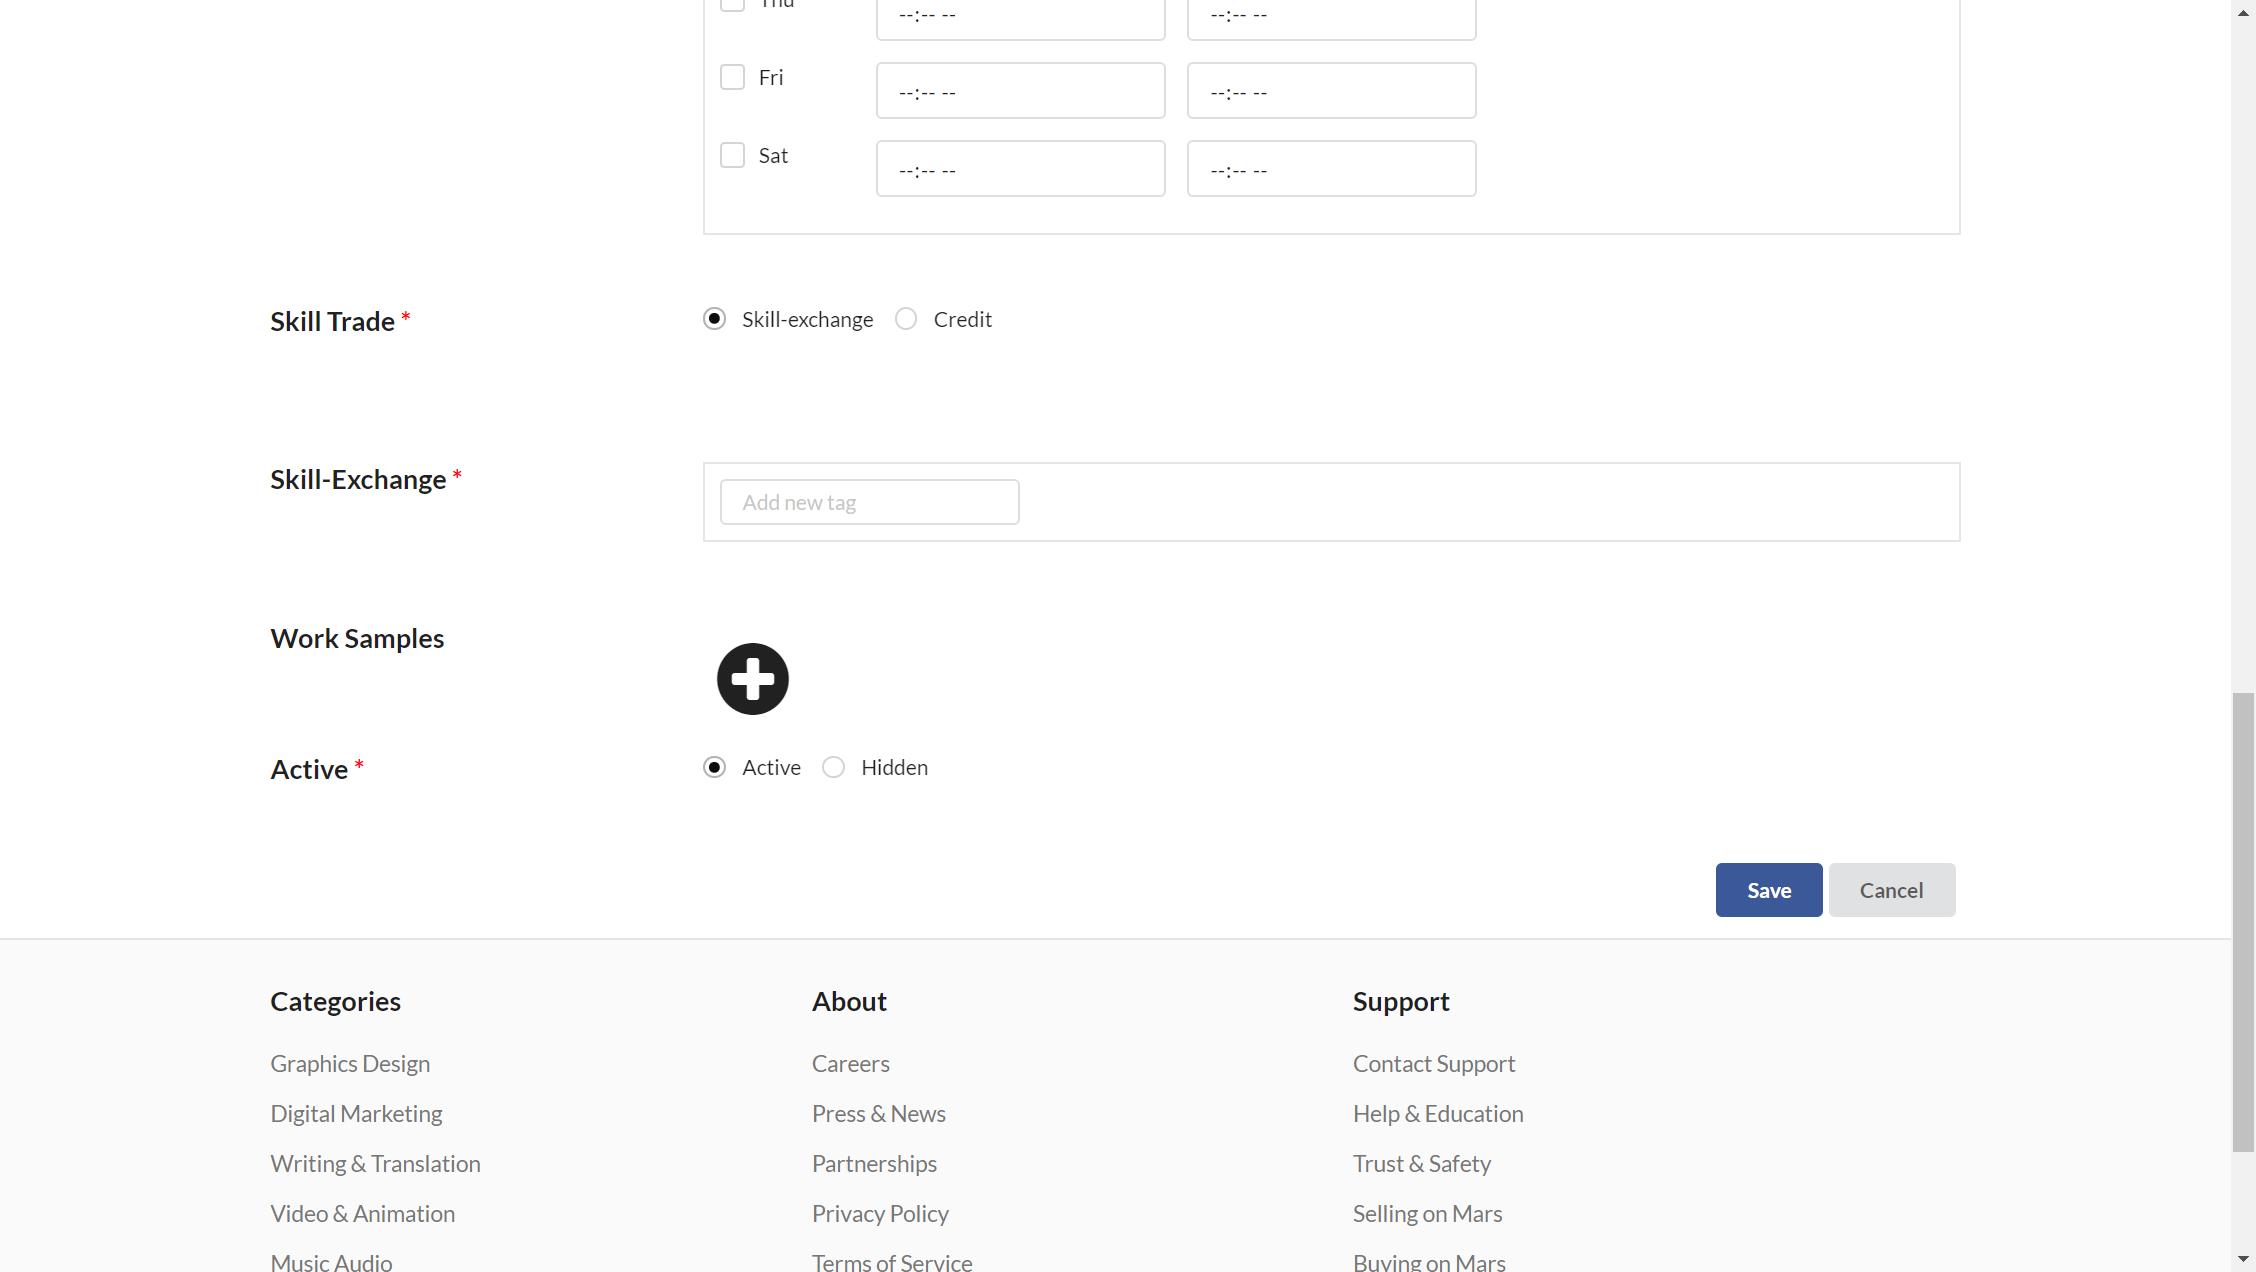 Thu --:-- -- --:-- --
Fri --:-- -- --:-- --
Sat --:-- -- --:-- --
Skill Trade * Skill-exchange Credit
Skill-Exchange * Add new tag
Work Samples
Active * Active Hidden
Save Cancel
Categories About Support
Graphics Design Careers Contact Support
Digital Marketing Press & News Help & Education
Writing & Translation Partnerships Trust & Safety
Video & Animation Privacy Policy Selling on Mars
Music Audio Terms of Service Buying on Mars